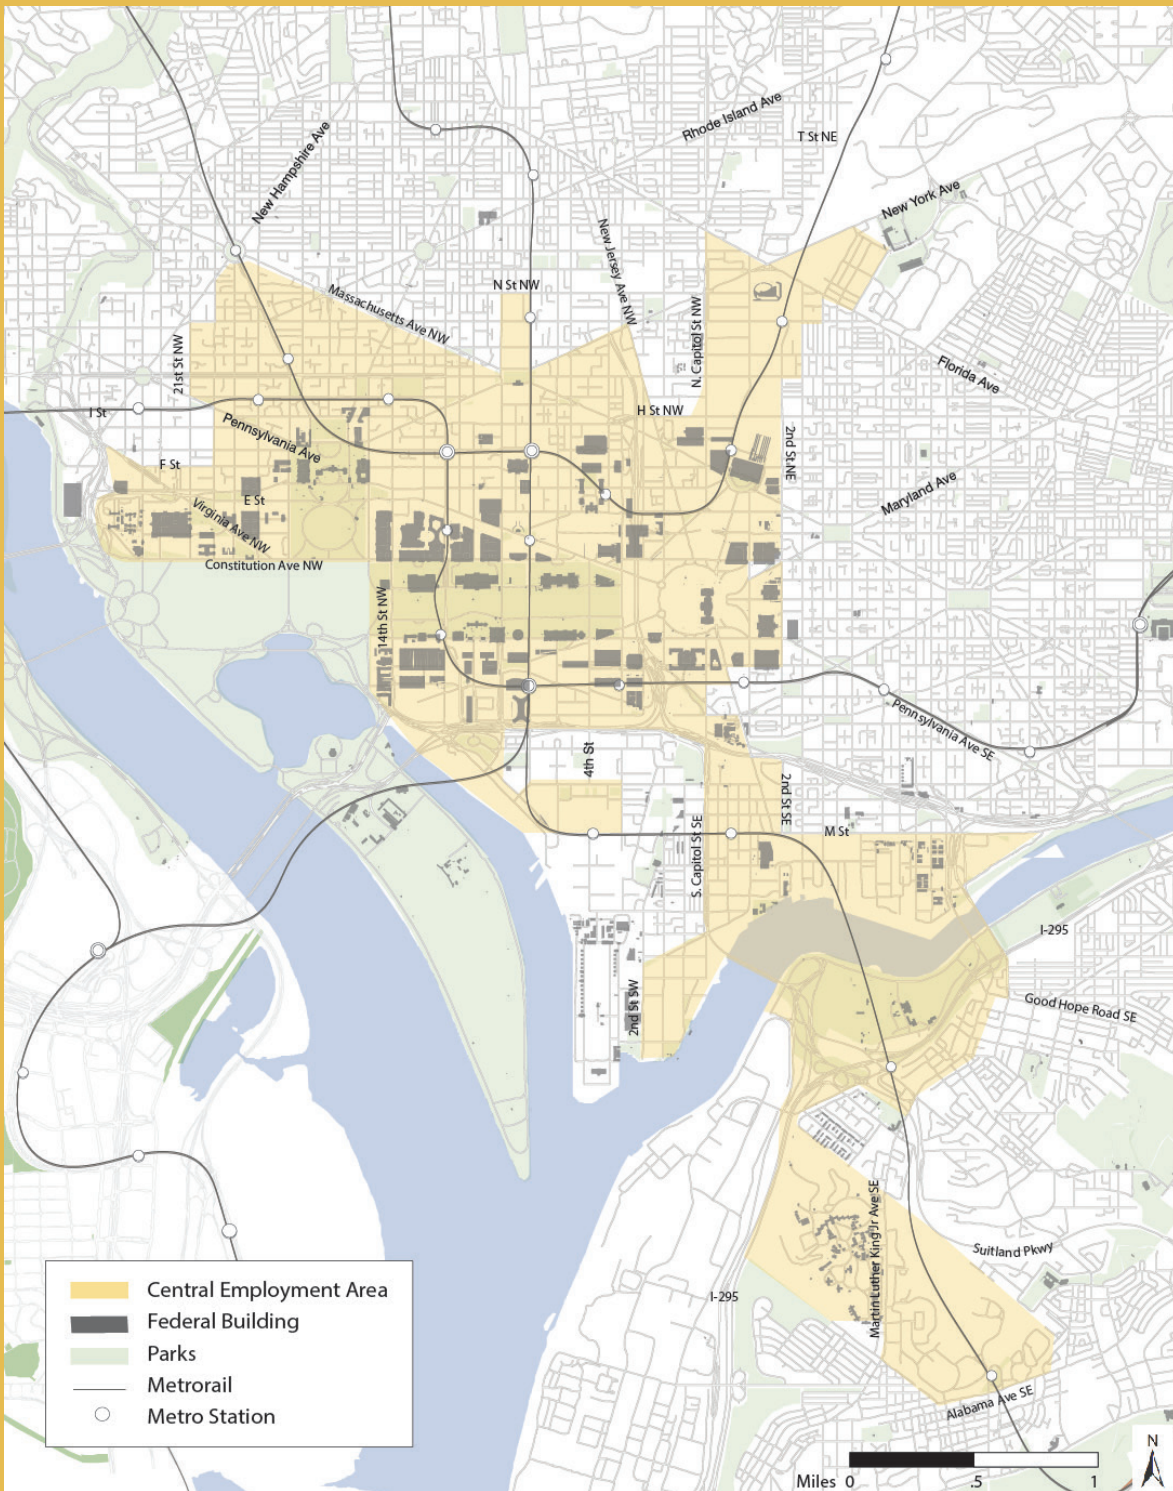 Rhode Island Ave
T St NE
New Hampshire Ave
New York Ave
New Jersey Ave NW
N St NW
Massachusetts Ave NW
N. Capitol St NW
21st St NW
Florida Ave
I St
H St NW
Pennsylvania Ave
2nd St NE
F St
Maryland Ave
E St
Virginia Ave NW
Constitution Ave NW
14th St NW
Pennsylvania Ave SE
4th St
2nd St SE
M St
S. Capitol St SE
I-295
2nd St SW
Good Hope Road SE
Martin Luther King Jr Ave SE
Suitland Pkwy
I-295
Alabama Ave SE
Central Employment Area
Federal Building
Parks
Metrorail
Metro Station
Miles 0 .5 1
N